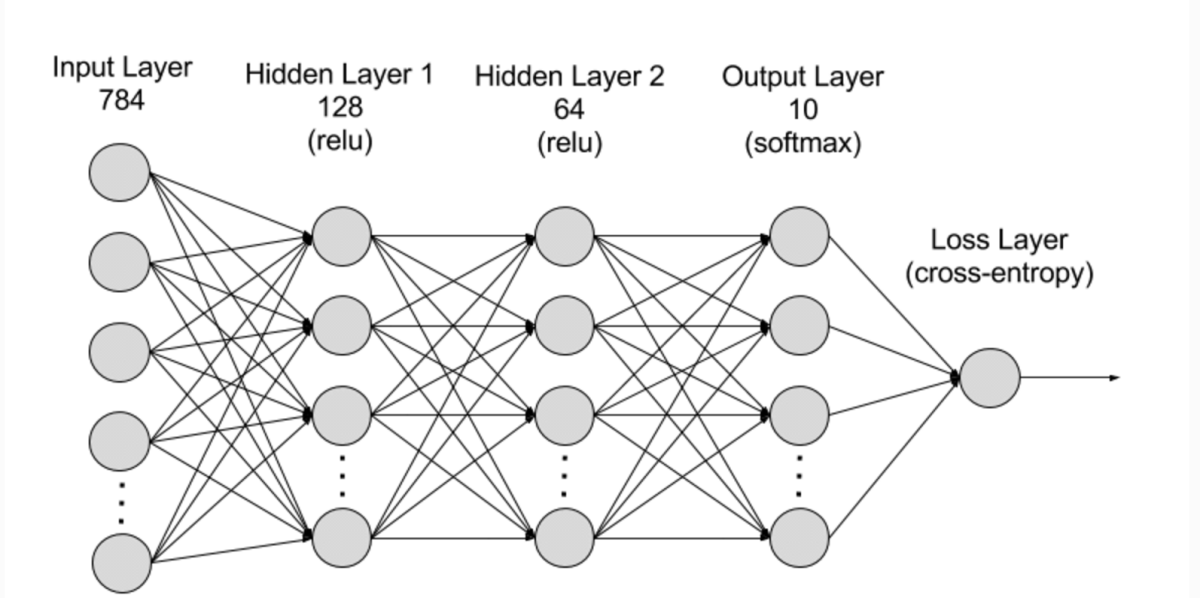 Input Layer
784
Hidden Layer 1
128
(relu)
Hidden Layer 2
64
(relu)
Output Layer
10
(softmax)
Loss Layer
(cross-entropy)